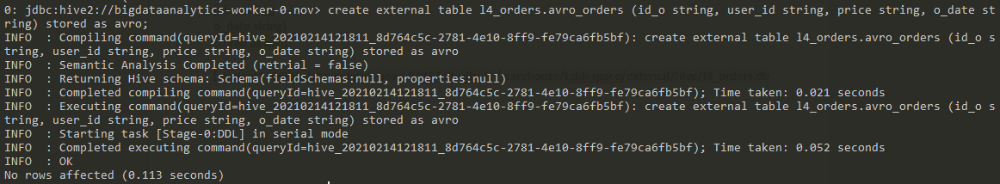 0: jdbc:hive2://bigdataanalytics-worker-0.nov> create external table l4_orders.avro_orders (id_o string, user_id string, price string, o_date st
ring) stored as avro;
INFO  : Compiling command(queryId=hive_20210214121811_8d764c5c-2781-4e10-8ff9-fe79ca6fb5bf): create external table l4_orders.avro_orders (id_o s
tring, user_id string, price string, o_date string) stored as avro
INFO  : Semantic Analysis Completed (retrial = false)
INFO  : Returning Hive schema: Schema(fieldSchemas:null, properties:null)
INFO  : Completed compiling command(queryId=hive_20210214121811_8d764c5c-2781-4e10-8ff9-fe79ca6fb5bf); Time taken: 0.021 seconds
INFO  : Executing command(queryId=hive_20210214121811_8d764c5c-2781-4e10-8ff9-fe79ca6fb5bf): create external table l4_orders.avro_orders (id_o s
tring, user_id string, price string, o_date string) stored as avro
INFO  : Starting task [Stage-0:DDL] in serial mode
INFO  : Completed executing command(queryId=hive_20210214121811_8d764c5c-2781-4e10-8ff9-fe79ca6fb5bf); Time taken: 0.052 seconds
INFO  : OK
No rows affected (0.113 seconds)